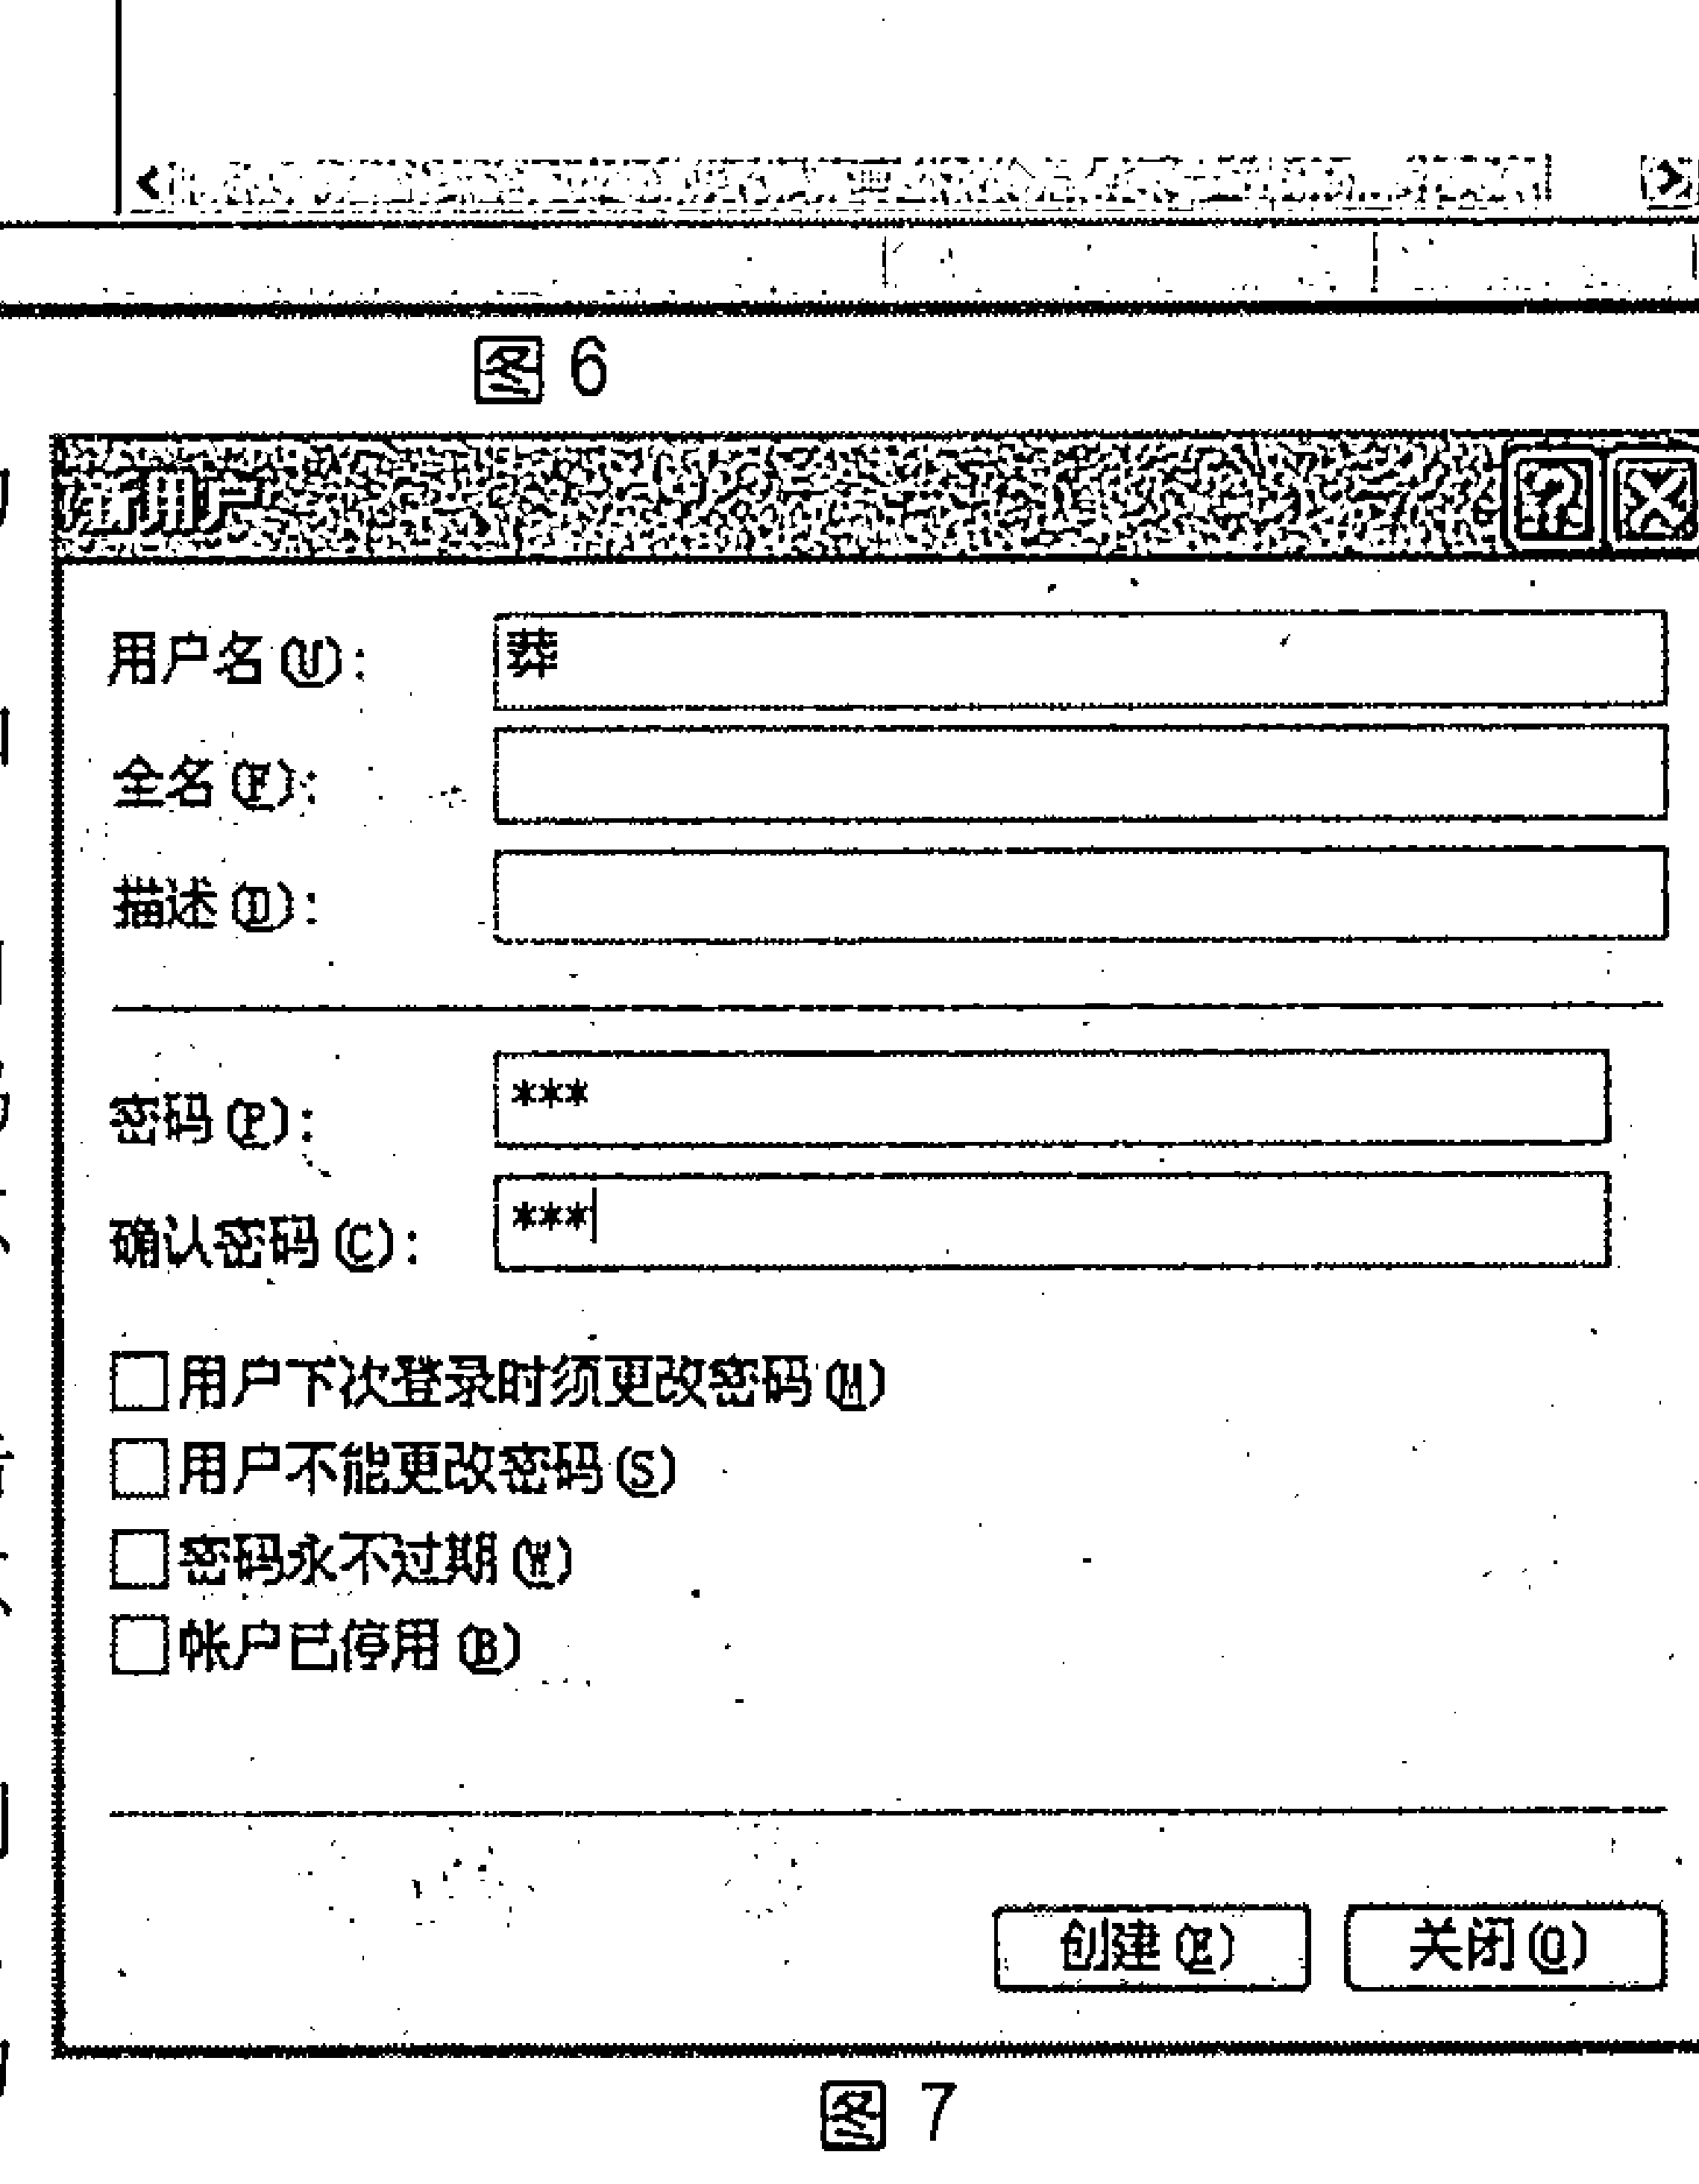 图 6
新用户
用户名(U):
全名(F):
描述(D):
密码(P): ***
确认密码(C): ***
用户下次登录时须更改密码(M)
用户不能更改密码(S)
密码永不过期(W)
帐户已停用(B)
创建(E) 关闭(O)
图 7